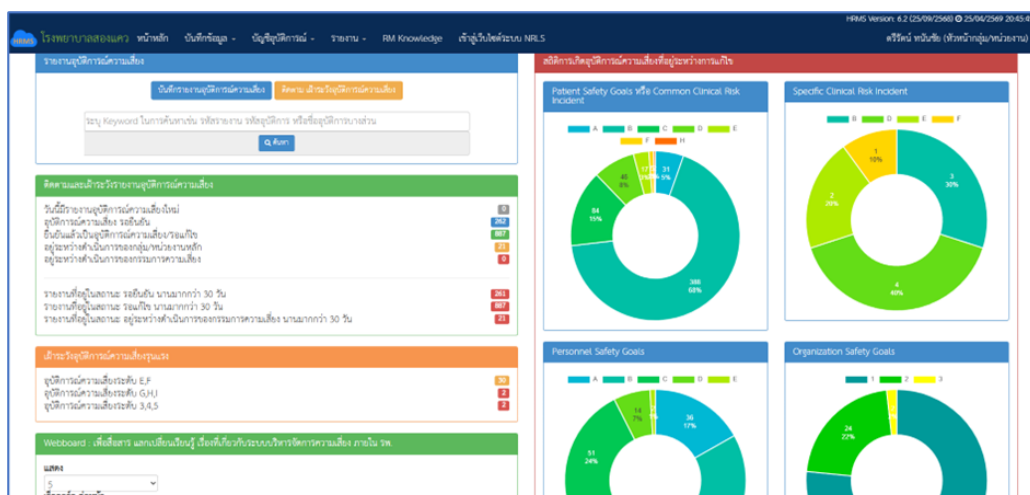 HRMS Version: 6.2 (25/09/2568) 25/04/2569 20:45:4
HRMS โรงพยาบาลสองแคว หน้าหลัก บันทึกข้อมูล บัญชีอุบัติการณ์ รายงาน RM Knowledge เข้าสู่เว็บไซต์ระบบ NRLS
(หัวหน้ากลุ่ม/หน่วยงาน)
รายงานอุบัติการณ์ความเสี่ยง
บันทึกรายงานอุบัติการณ์ความเสี่ยง ติดตาม เฝ้าระวังอุบัติการณ์ความเสี่ยง
ระบุ Keyword ในการค้นหาเช่น รหัสรายงาน รหัสอุบัติการ หรือชื่ออุบัติการบางส่วน
ค้นหา
ติดตามและเฝ้าระวังรายงานอุบัติการณ์ความเสี่ยง
วันนี้มีรายงานอุบัติการณ์ความเสี่ยงใหม่ 0
อุบัติการณ์ความเสี่ยง รอยืนยัน 262
ยืนยันแล้วเป็นอุบัติการณ์ความเสี่ยง/รอแก้ไข 887
อยู่ระหว่างดำเนินการของกลุ่ม/หน่วยงานหลัก 21
อยู่ระหว่างดำเนินการของกรรมการความเสี่ยง 0
รายงานที่อยู่ในสถานะ รอยืนยัน นานมากกว่า 30 วัน 261
รายงานที่อยู่ในสถานะ รอแก้ไข นานมากกว่า 30 วัน 887
รายงานที่อยู่ในสถานะ อยู่ระหว่างดำเนินการของกรรมการความเสี่ยง นานมากกว่า 30 วัน 21
เฝ้าระวังอุบัติการณ์ความเสี่ยงรุนแรง
อุบัติการณ์ความเสี่ยงระดับ E,F 30
อุบัติการณ์ความเสี่ยงระดับ G,H,I 2
อุบัติการณ์ความเสี่ยงระดับ 3,4,5 2
Webboard : เพื่อสื่อสาร แลกเปลี่ยนเรียนรู้ เรื่องที่เกี่ยวกับระบบบริหารจัดการความเสี่ยง ภายใน รพ.
แสดง
5
สถิติการเกิดอุบัติการณ์ความเสี่ยงที่อยู่ระหว่างการแก้ไข
Patient Safety Goals หรือ Common Clinical Risk
Incident
A B C D E
F H
31
5%
388
68%
84
15%
45
8%
17
Specific Clinical Risk Incident
B D E F
3
30%
4
40%
2
20%
1
10%
Personnel Safety Goals
A B C D E
36
17%
51
24%
14
7%
Organization Safety Goals
1 2 3
24
22%